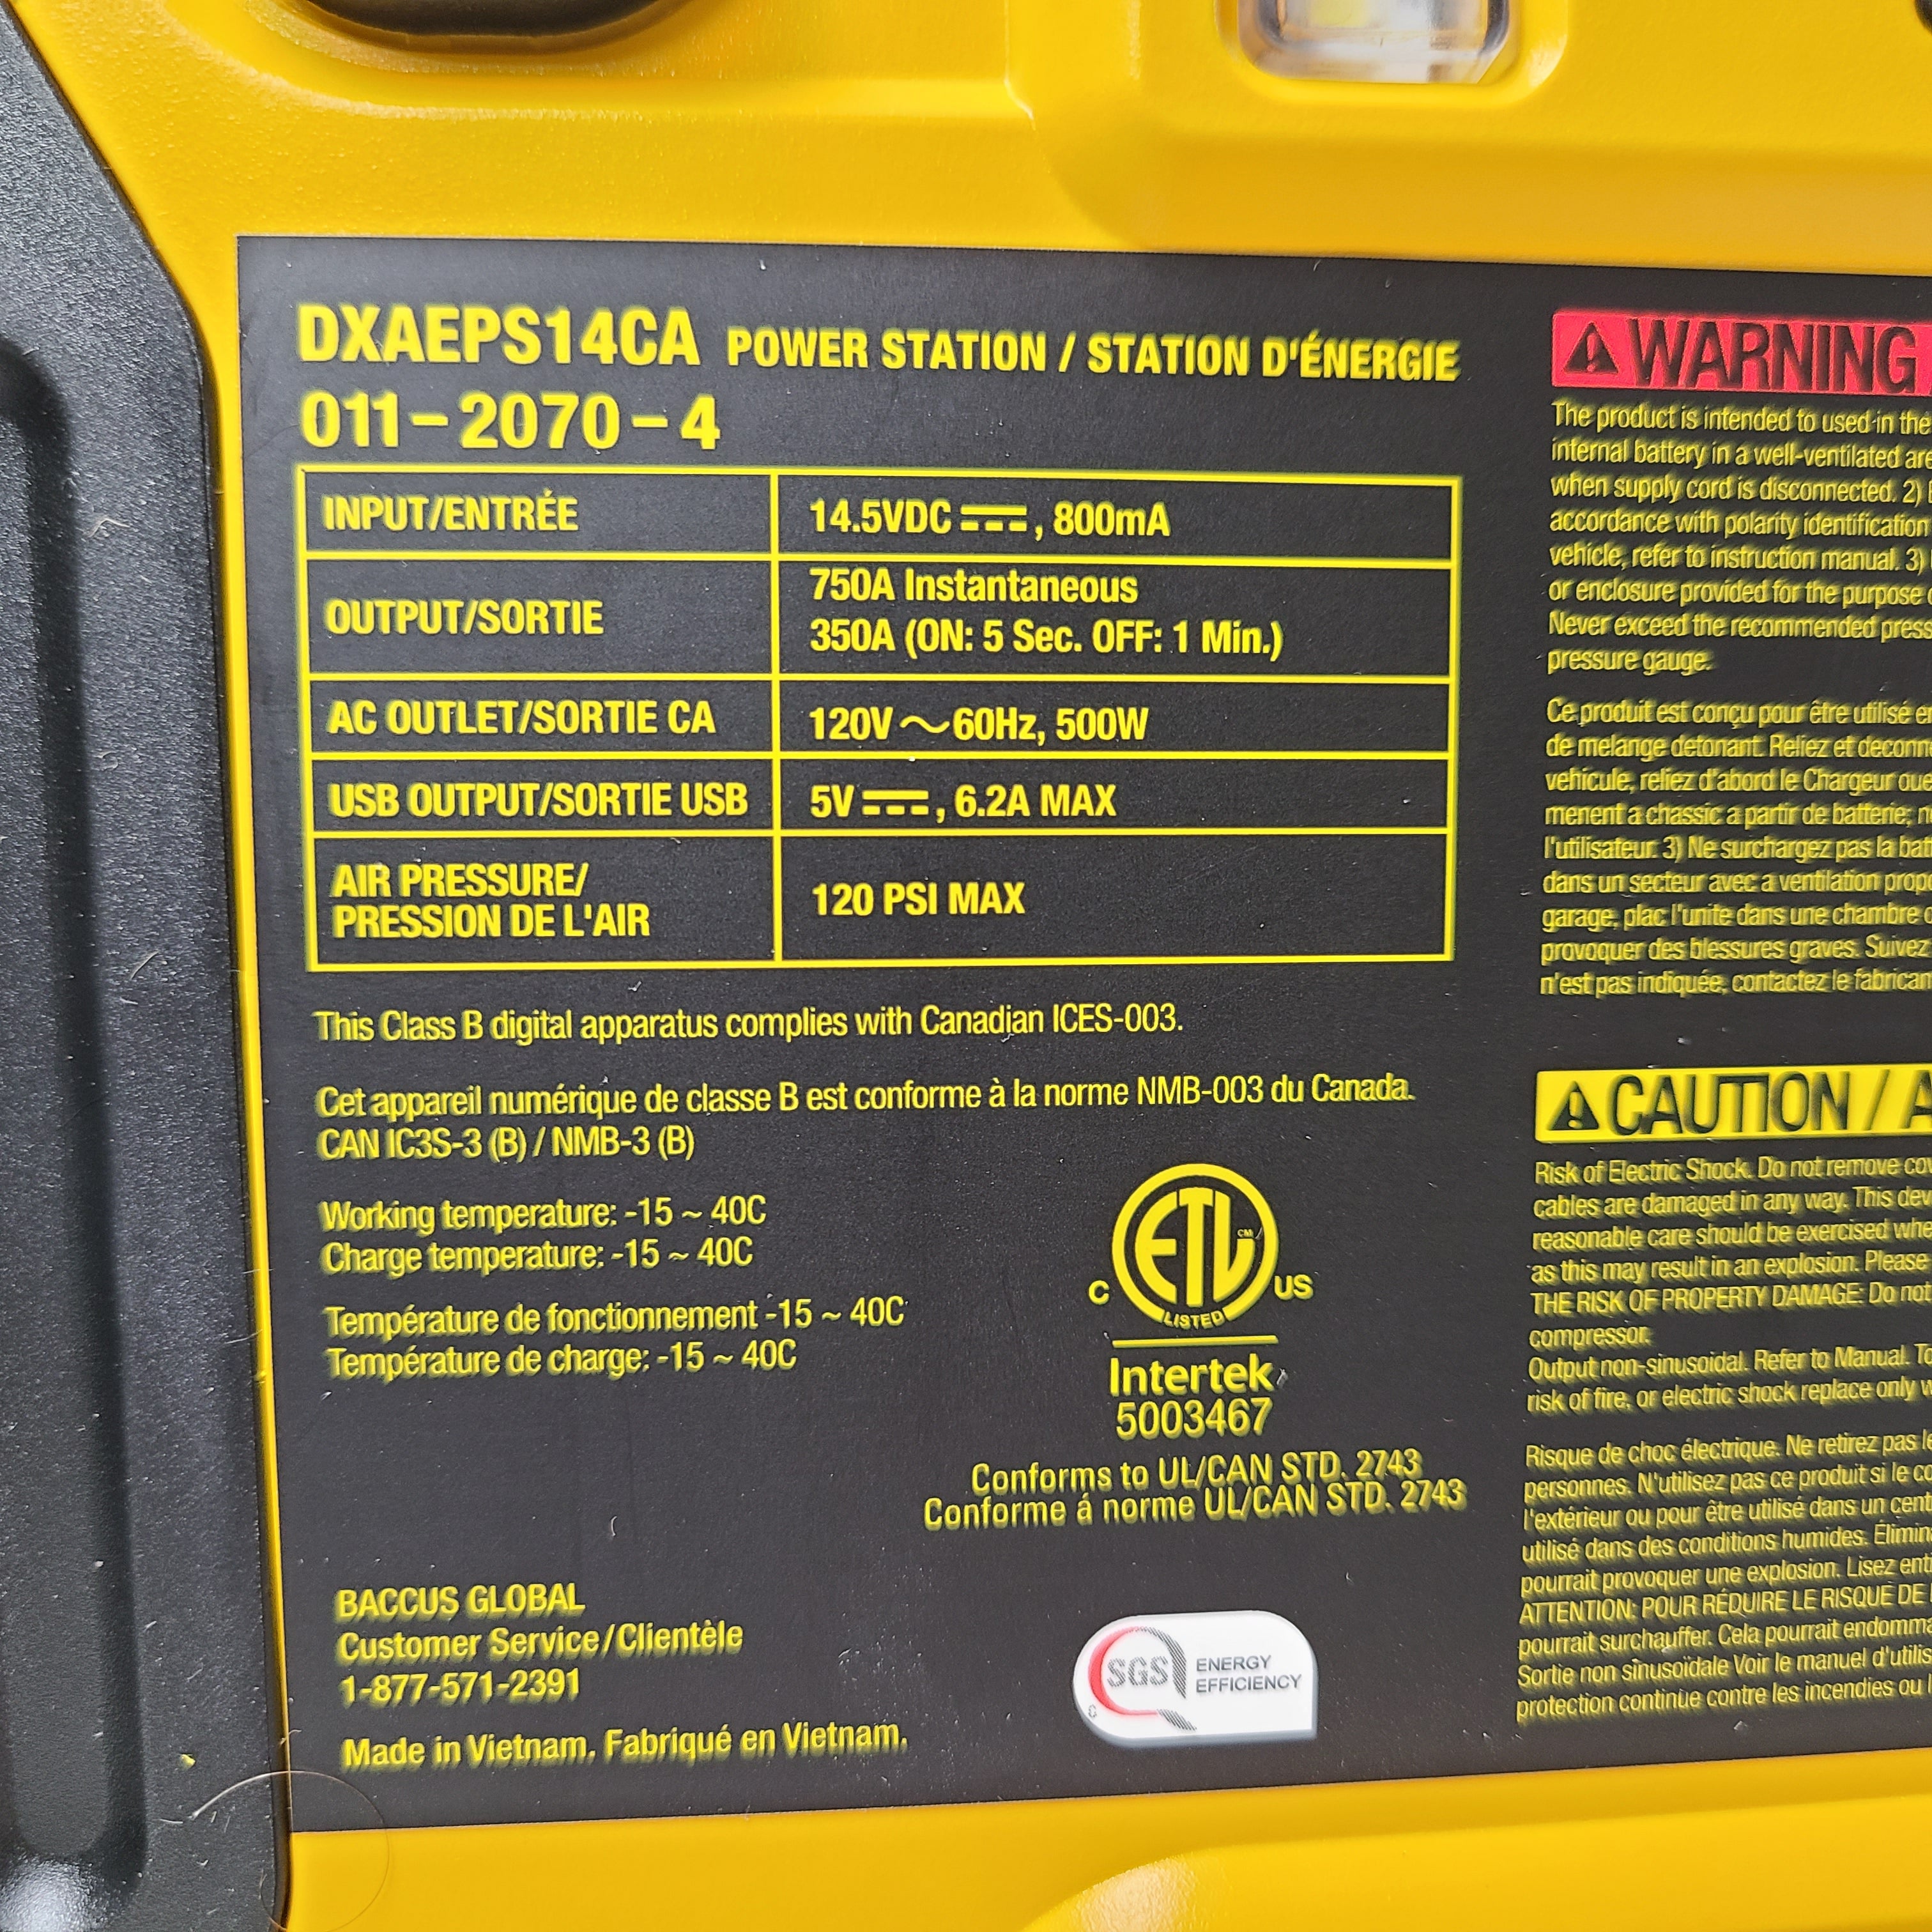 DXAEPS14CA POWER STATION / STATION D'ÉNERGIE
011-2070-4
INPUT/ENTRÉE 14.5VDC ⎓, 800mA
OUTPUT/SORTIE 750A Instantaneous
350A (ON: 5 Sec. OFF: 1 Min.)
AC OUTLET/SORTIE CA 120V ~ 60Hz, 500W
USB OUTPUT/SORTIE USB 5V ⎓, 6.2A MAX
AIR PRESSURE/
PRESSION DE L'AIR
120 PSI MAX
This Class B digital apparatus complies with Canadian ICES-003.
Cet appareil numérique de classe B est conforme à la norme NMB-003 du Canada.
CAN IC3S-3 (B) / NMB-3 (B)
Working temperature: -15 ~ 40C
Charge temperature: -15 ~ 40C
Température de fonctionnement -15 ~ 40C
Température de charge: -15 ~ 40C
ETL CM
C US
LISTED
Intertek
5003467
Conforms to UL/CAN STD. 2743
Conforme á norme UL/CAN STD. 2743
BACCUS GLOBAL
Customer Service/Clientèle
1-877-571-2391
Made in Vietnam. Fabriqué en Vietnam.
SGS ENERGY
EFFICIENCY
WARNING
The product is intended to used in the
internal battery in a well-ventilated
when supply cord is disconnected. 2)
accordance with polarity identification
vehicle, refer to instruction manual. 3)
or enclosure provided for the purpose
Never exceed the recommended
pressure gauge.
Ce produit est conçu pour être utilisé
de melange detonant. Reliez et
vehicule, reliez d'abord le Chargeur que
menent a chassic a partir de batterie;
l'utilisateur. 3) Ne surchargez pas la
dans un secteur avec a ventilation
garage, plac l'unite dans une chambre
provoquer des blessures graves. Suivez
n'est pas indiquée, contactez le
CAUTION /
Risk of Electric Shock. Do not remove
cables are damaged in any way. This
reasonable care should be exercised
as this may result in an explosion. Please
THE RISK OF PROPERTY DAMAGE: Do not
compressor.
Output non-sinusoidal. Refer to Manual. To
risk of fire, or electric shock replace only
Risque de choc électrique. Ne retirez pas
personnes. N'utilisez pas ce produit si le
l'extérieur ou pour être utilisé dans un
utilisé dans des conditions humides.
pourrait provoquer une explosion. Lisez
ATTENTION: POUR RÉDUIRE LE RISQUE DE
pourrait surchauffer. Cela pourrait
Sortie non sinusoïdale Voir le manuel
protection continue contre les incendies ou